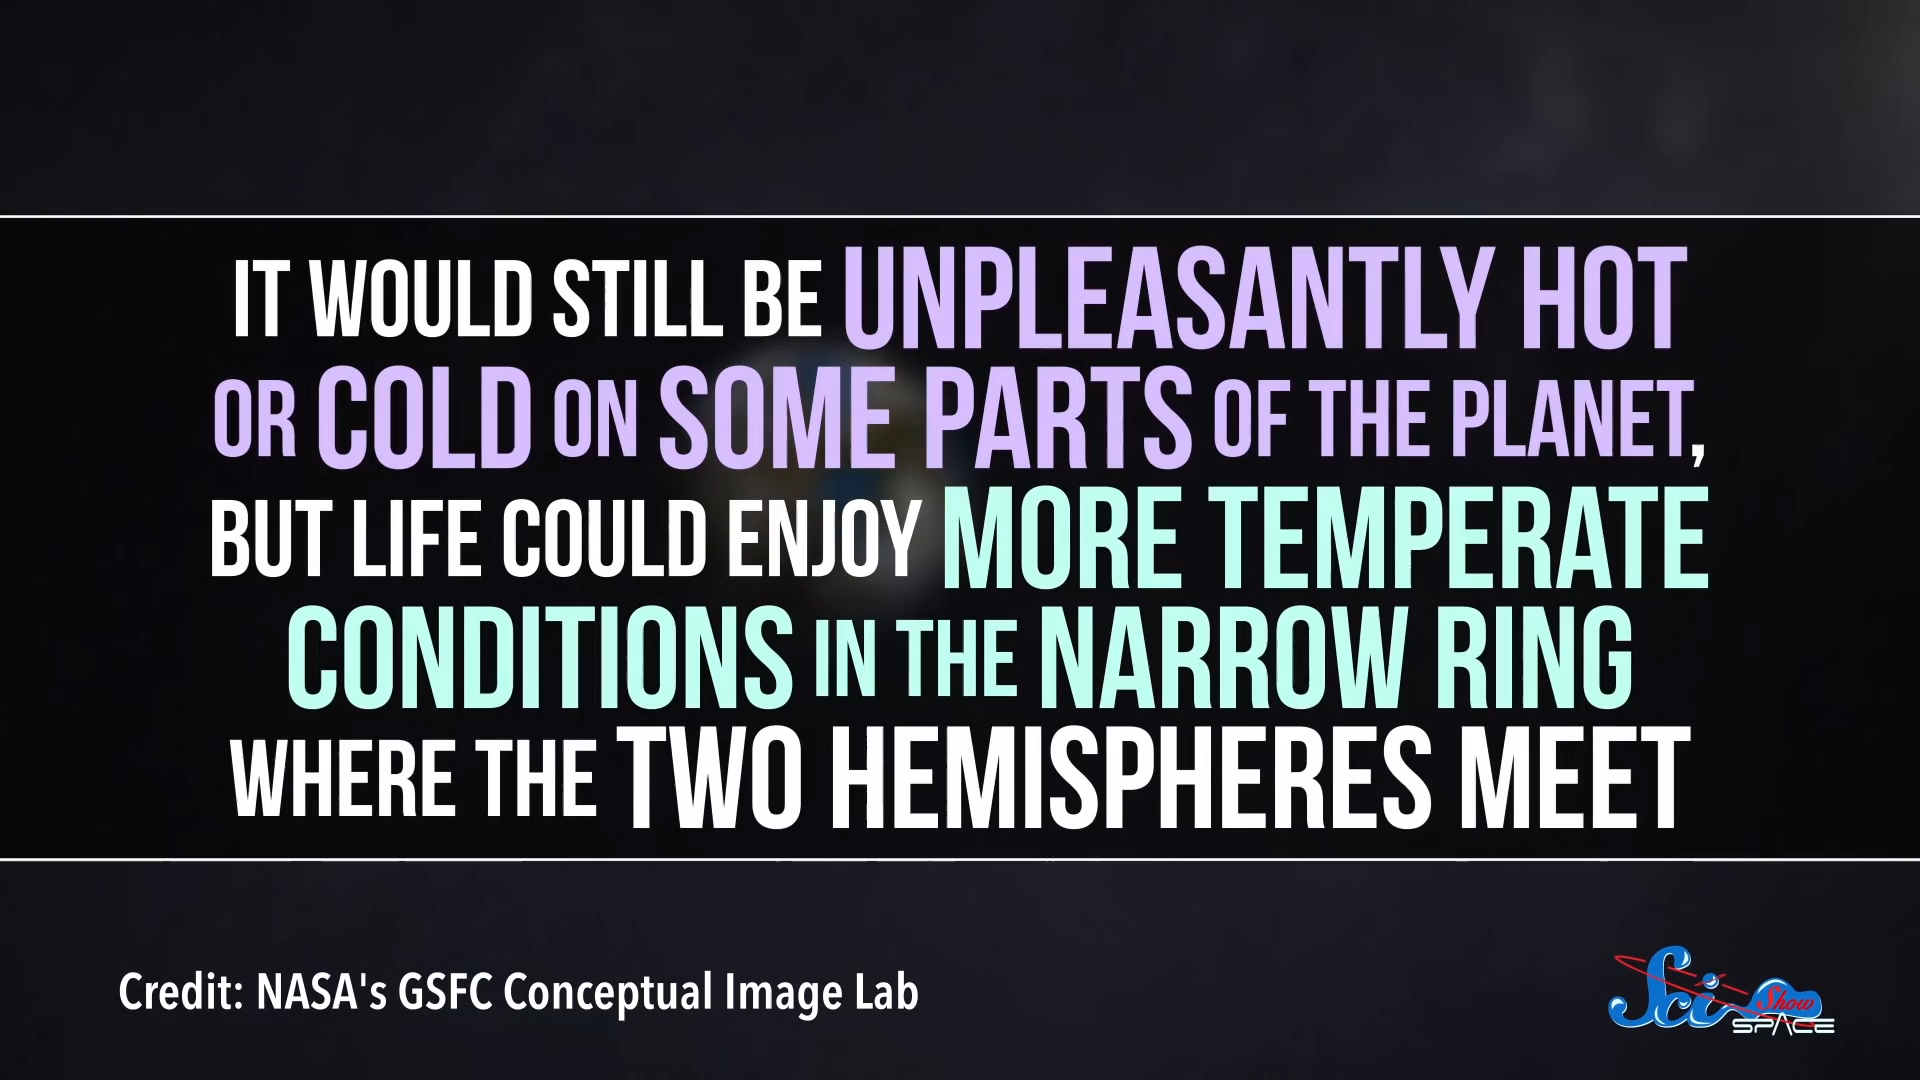 IT WOULD STILL BE UNPLEASANTLY HOT
OR COLD ON SOME PARTS OF THE PLANET,
BUT LIFE COULD ENJOY MORE TEMPERATE
CONDITIONS IN THE NARROW RING
WHERE THE TWO HEMISPHERES MEET
Credit: NASA's GSFC Conceptual Image Lab
Sci Show
SPACE